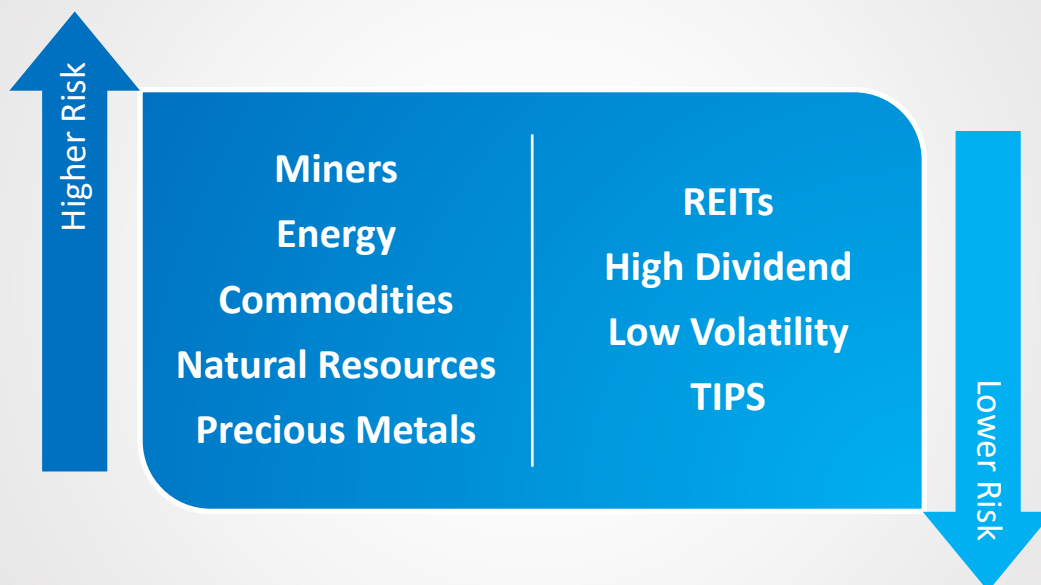 Higher Risk
Miners
Energy
Commodities
Natural Resources
Precious Metals
REITs
High Dividend
Low Volatility
TIPS
Lower Risk